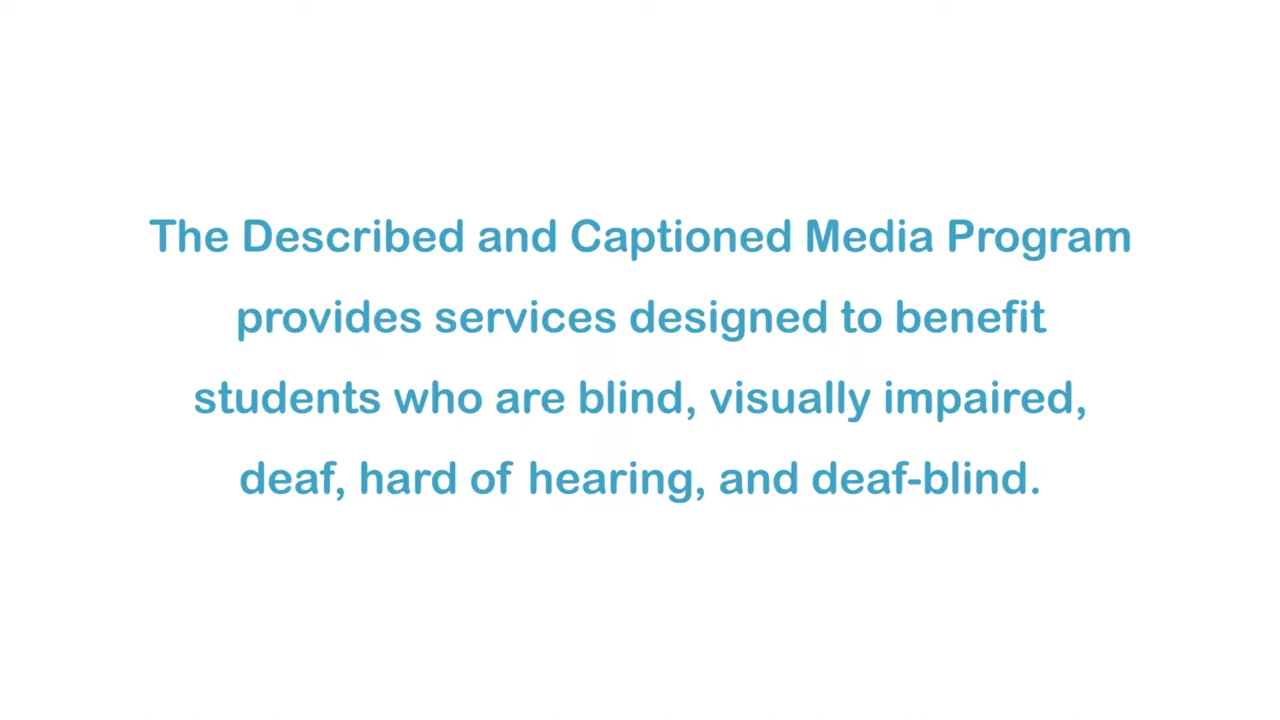 The Described and Captioned Media Program
provides services designed to benefit
students who are blind, visually impaired,
deaf, hard of hearing, and deaf-blind.